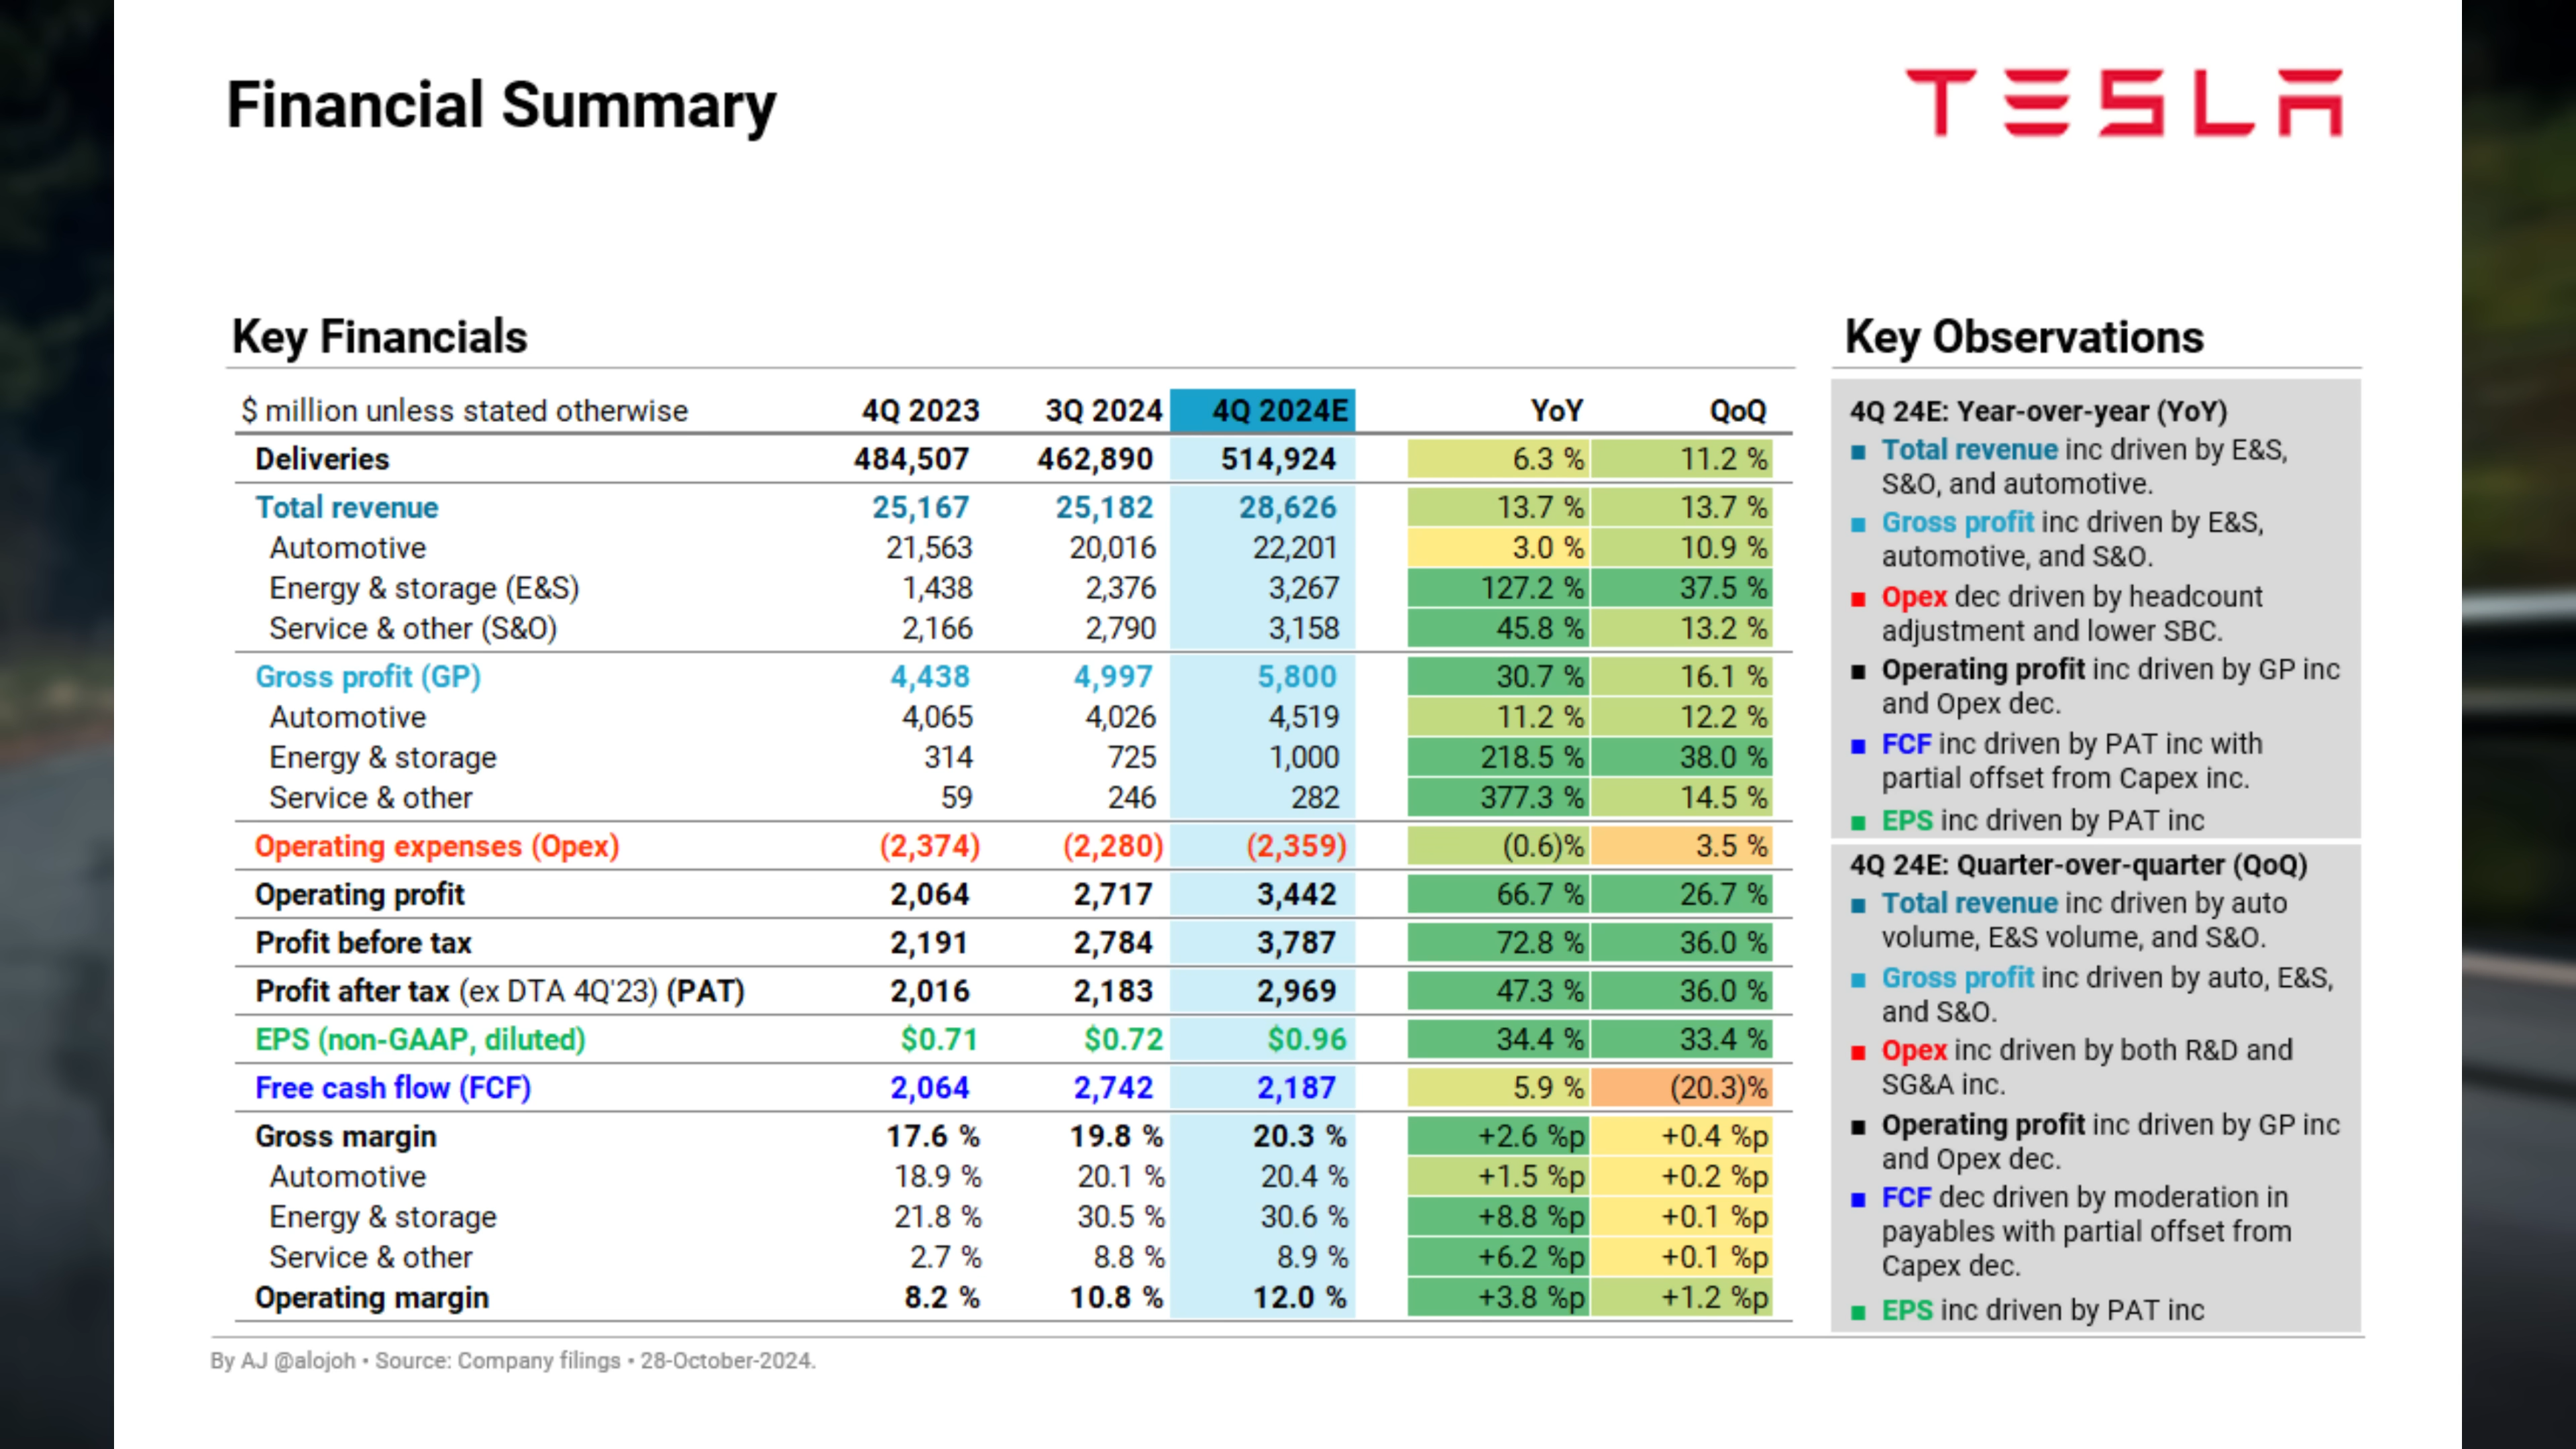 Financial Summary
TESLA
Key Financials
$ million unless stated otherwise 4Q 2023 3Q 2024 4Q 2024E YoY QoQ
Deliveries 484,507 462,890 514,924 6.3 % 11.2 %
Total revenue 25,167 25,182 28,626 13.7 % 13.7 %
Automotive 21,563 20,016 22,201 3.0 % 10.9 %
Energy & storage (E&S) 1,438 2,376 3,267 127.2 % 37.5 %
Service & other (S&O) 2,166 2,790 3,158 45.8 % 13.2 %
Gross profit (GP) 4,438 4,997 5,800 30.7 % 16.1 %
Automotive 4,065 4,026 4,519 11.2 % 12.2 %
Energy & storage 314 725 1,000 218.5 % 38.0 %
Service & other 59 246 282 377.3 % 14.5 %
Operating expenses (Opex) (2,374) (2,280) (2,359) (0.6)% 3.5 %
Operating profit 2,064 2,717 3,442 66.7 % 26.7 %
Profit before tax 2,191 2,784 3,787 72.8 % 36.0 %
Profit after tax (ex DTA 4Q'23) (PAT) 2,016 2,183 2,969 47.3 % 36.0 %
EPS (non-GAAP, diluted) $0.71 $0.72 $0.96 34.4 % 33.4 %
Free cash flow (FCF) 2,064 2,742 2,187 5.9 % (20.3)%
Gross margin 17.6 % 19.8 % 20.3 % +2.6 %p +0.4 %p
Automotive 18.9 % 20.1 % 20.4 % +1.5 %p +0.2 %p
Energy & storage 21.8 % 30.5 % 30.6 % +8.8 %p +0.1 %p
Service & other 2.7 % 8.8 % 8.9 % +6.2 %p +0.1 %p
Operating margin 8.2 % 10.8 % 12.0 % +3.8 %p +1.2 %p
Key Observations
4Q 24E: Year-over-year (YoY)
▪ Total revenue inc driven by E&S,
S&O, and automotive.
▪ Gross profit inc driven by E&S,
automotive, and S&O.
▪ Opex dec driven by headcount
adjustment and lower SBC.
▪ Operating profit inc driven by GP inc
and Opex dec.
▪ FCF inc driven by PAT inc with
partial offset from Capex inc.
▪ EPS inc driven by PAT inc
4Q 24E: Quarter-over-quarter (QoQ)
▪ Total revenue inc driven by auto
volume, E&S volume, and S&O.
▪ Gross profit inc driven by auto, E&S,
and S&O.
▪ Opex inc driven by both R&D and
SG&A inc.
▪ Operating profit inc driven by GP inc
and Opex dec.
▪ FCF dec driven by moderation in
payables with partial offset from
Capex dec.
▪ EPS inc driven by PAT inc
By AJ @alojoh • Source: Company filings • 28-October-2024.